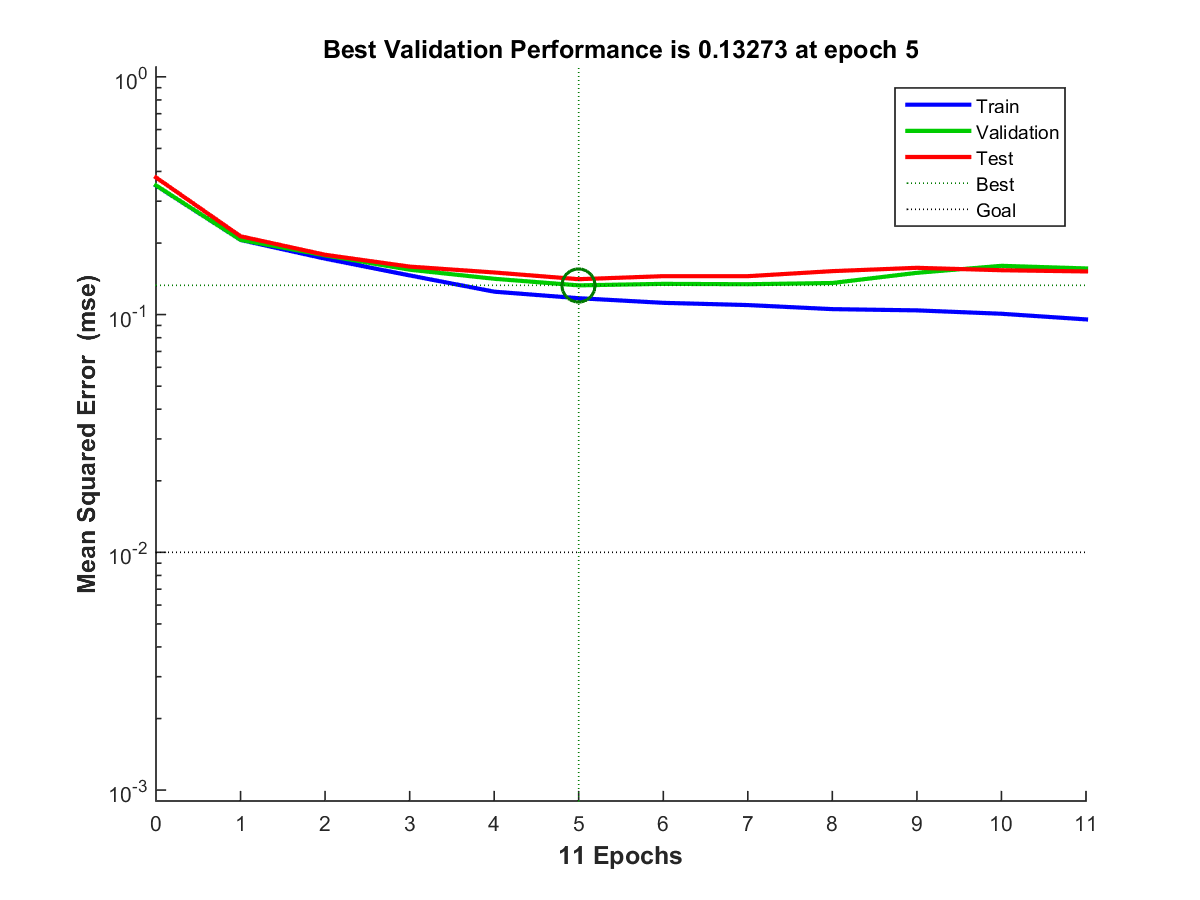 Best Validation Performance is 0.13273 at epoch 5
Train
Validation
Test
Best
Goal
Mean Squared Error (mse)
10^0
10^-1
10^-2
10^-3
0 1 2 3 4 5 6 7 8 9 10 11
11 Epochs